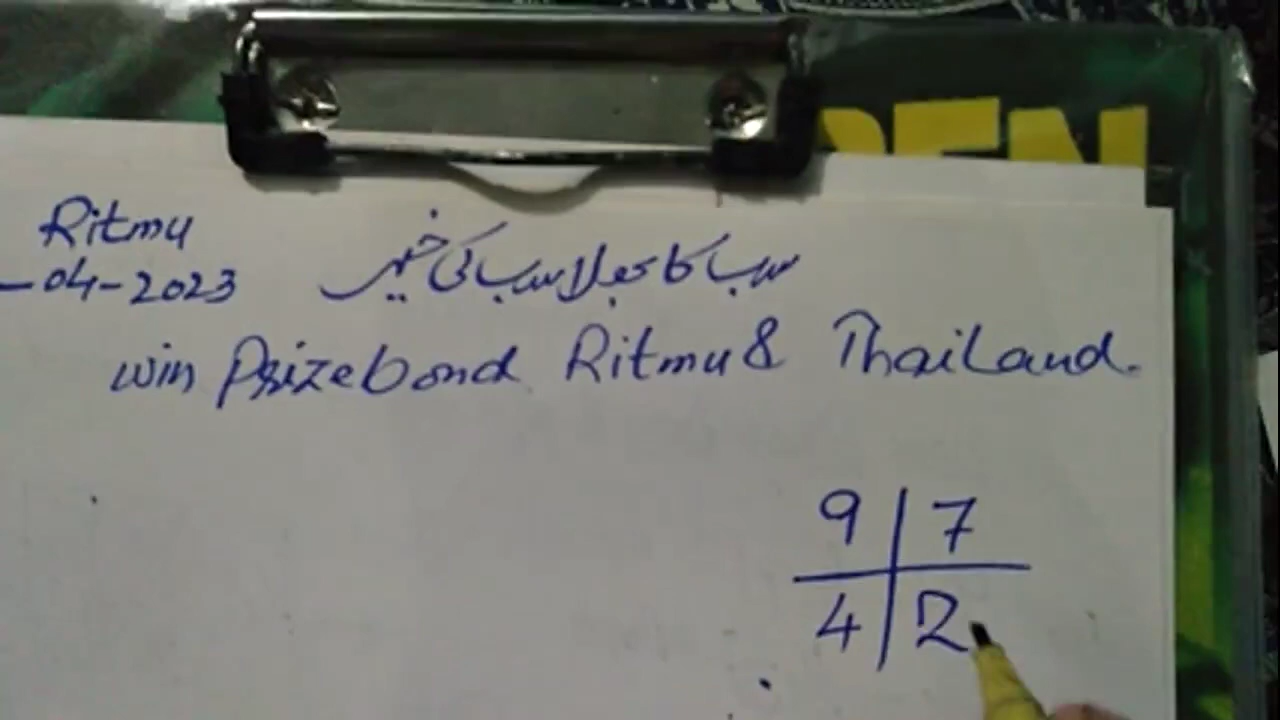 Ritmu
-04-2023
سب کا بھلا سب کی خیر
win Prizebond Ritmu & Thailand.
9 7
4 2